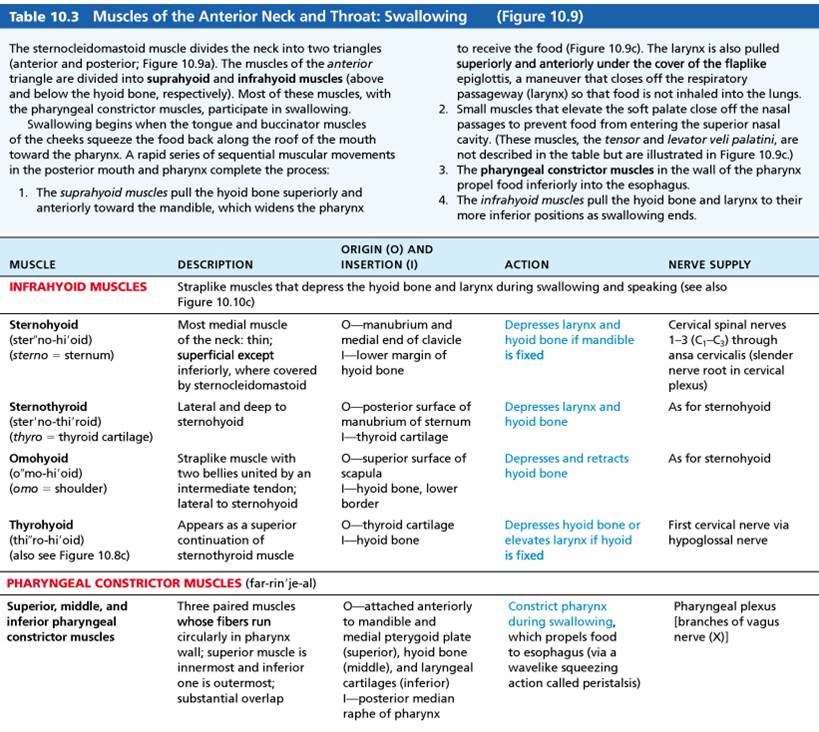 Table 10.3 Muscles of the Anterior Neck and Throat: Swallowing (Figure 10.9)
The sternocleidomastoid muscle divides the neck into two triangles
(anterior and posterior; Figure 10.9a). The muscles of the anterior
triangle are divided into suprahyoid and infrahyoid muscles (above
and below the hyoid bone, respectively). Most of these muscles, with
the pharyngeal constrictor muscles, participate in swallowing.
Swallowing begins when the tongue and buccinator muscles
of the cheeks squeeze the food back along the roof of the mouth
toward the pharynx. A rapid series of sequential muscular movements
in the posterior mouth and pharynx complete the process:
1. The suprahyoid muscles pull the hyoid bone superiorly and
anteriorly toward the mandible, which widens the pharynx
to receive the food (Figure 10.9c). The larynx is also pulled
superiorly and anteriorly under the cover of the flaplike
epiglottis, a maneuver that closes off the respiratory
passageway (larynx) so that food is not inhaled into the lungs.
2. Small muscles that elevate the soft palate close off the nasal
passages to prevent food from entering the superior nasal
cavity. (These muscles, the tensor and levator veli palatini, are
not described in the table but are illustrated in Figure 10.9c.)
3. The pharyngeal constrictor muscles in the wall of the pharynx
propel food inferiorly into the esophagus.
4. The infrahyoid muscles pull the hyoid bone and larynx to their
more inferior positions as swallowing ends.
MUSCLE
DESCRIPTION
ORIGIN (O) AND
INSERTION (I)
ACTION
NERVE SUPPLY
INFRAHYOID MUSCLES
Straplike muscles that depress the hyoid bone and larynx during swallowing and speaking (see also
Figure 10.10c)
Sternohyoid
(ster″no-hi′oid)
(sterno = sternum)
Most medial muscle
of the neck: thin;
superficial except
inferiorly, where covered
by sternocleidomastoid
O—manubrium and
medial end of clavicle
I—lower margin of
hyoid bone
Depresses larynx and
hyoid bone if mandible
is fixed
Cervical spinal nerves
1–3 (C₁–C₃) through
ansa cervicalis (slender
nerve root in cervical
plexus)
Sternothyroid
(ster′no-thi′roid)
(thyro = thyroid cartilage)
Lateral and deep to
sternohyoid
O—posterior surface of
manubrium of sternum
I—thyroid cartilage
Depresses larynx and
hyoid bone
As for sternohyoid
Omohyoid
(o″mo-hi′oid)
(omo = shoulder)
Straplike muscle with
two bellies united by an
intermediate tendon;
lateral to sternohyoid
O—superior surface of
scapula
I—hyoid bone, lower
border
Depresses and retracts
hyoid bone
As for sternohyoid
Thyrohyoid
(thi″ro-hi′oid)
(also see Figure 10.8c)
Appears as a superior
continuation of
sternothyroid muscle
O—thyroid cartilage
I—hyoid bone
Depresses hyoid bone or
elevates larynx if hyoid
is fixed
First cervical nerve via
hypoglossal nerve
PHARYNGEAL CONSTRICTOR MUSCLES (far-rin′je-al)
Superior, middle, and
inferior pharyngeal
constrictor muscles
Three paired muscles
whose fibers run
circularly in pharynx
wall; superior muscle is
innermost and inferior
one is outermost;
substantial overlap
O—attached anteriorly
to mandible and
medial pterygoid plate
(superior), hyoid bone
(middle), and laryngeal
cartilages (inferior)
I—posterior median
raphe of pharynx
Constrict pharynx
during swallowing,
which propels food
to esophagus (via a
wavelike squeezing
action called peristalsis)
Pharyngeal plexus
[branches of vagus
nerve (X)]